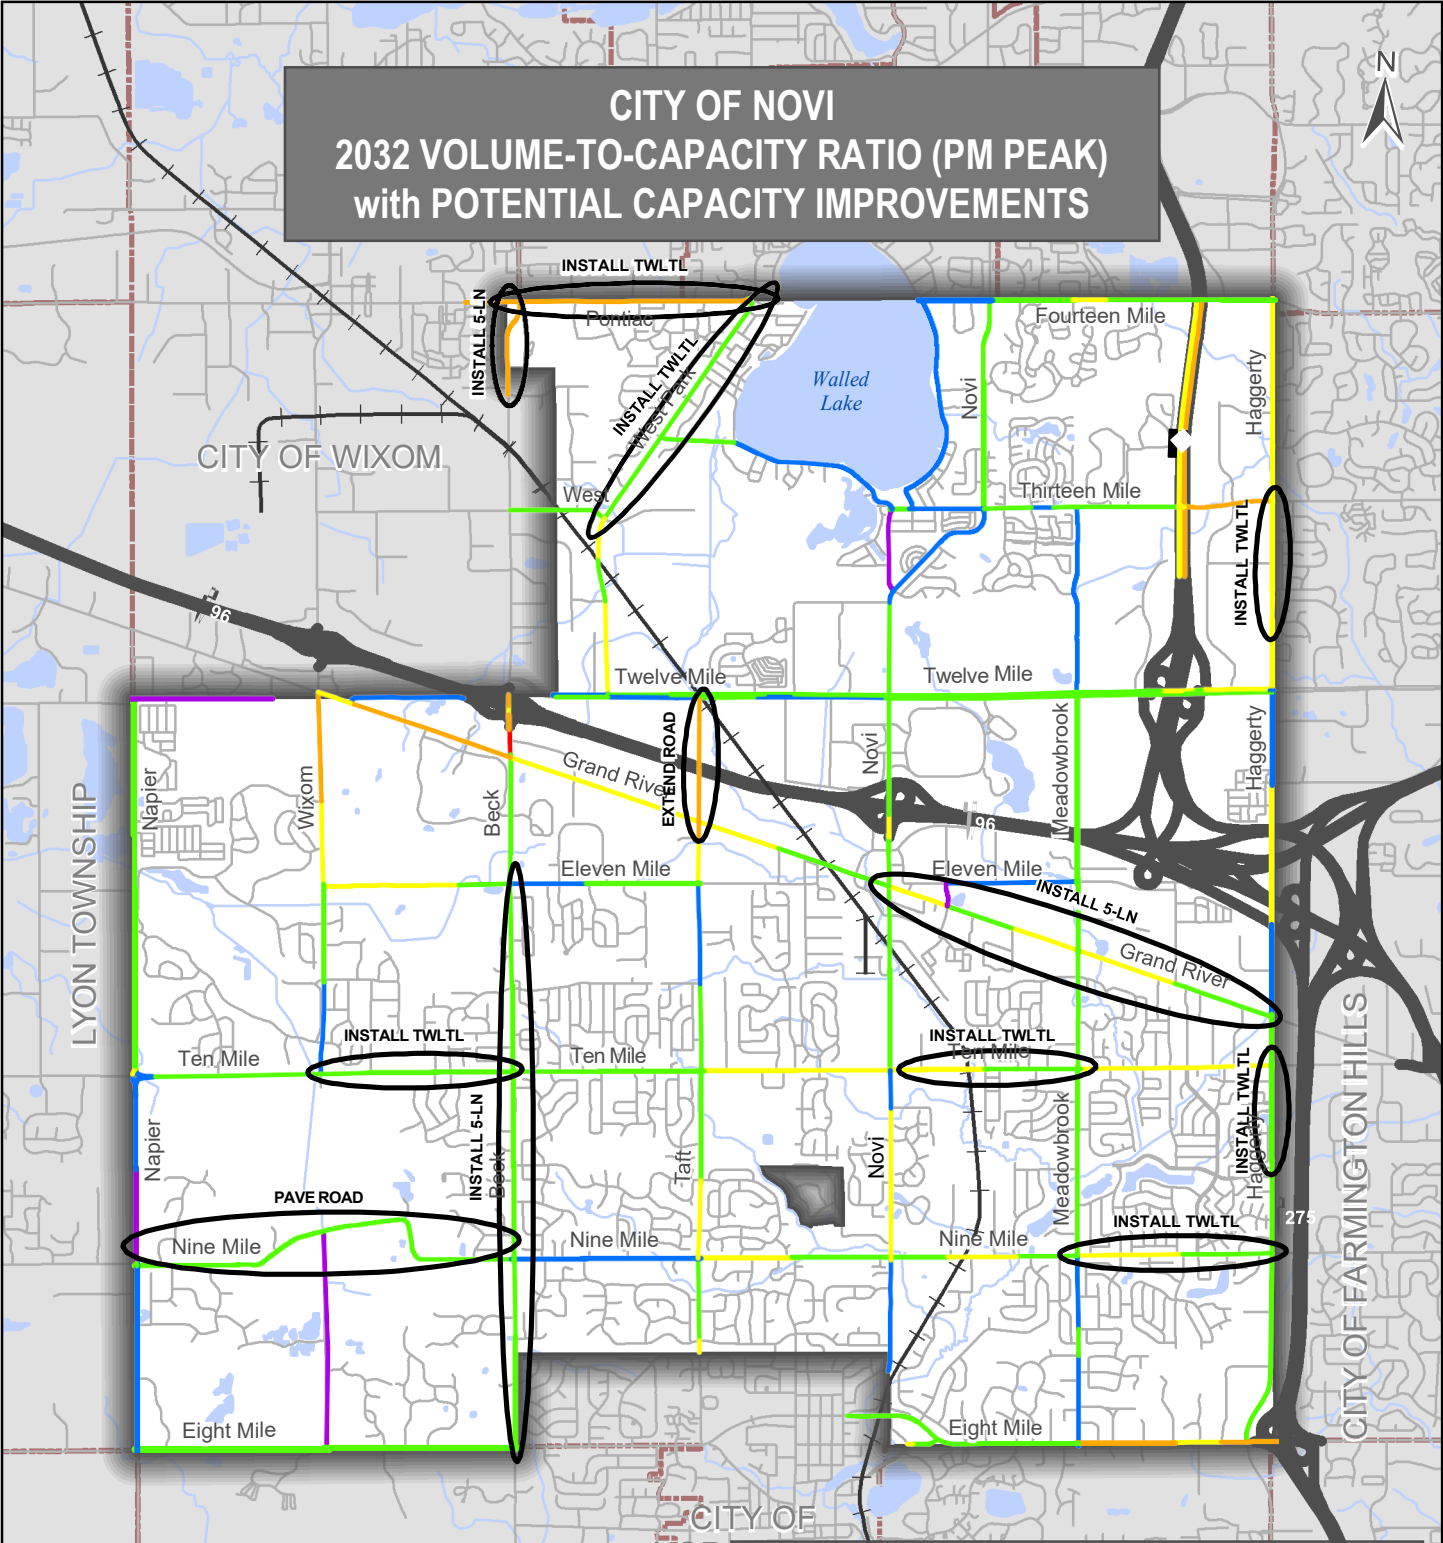 CITY OF NOVI
2032 VOLUME-TO-CAPACITY RATIO (PM PEAK)
with POTENTIAL CAPACITY IMPROVEMENTS
N
INSTALL TWLTL
Pontiac
INSTALL 5-LN
INSTALL TWLTL
West Park
Walled
Lake
Fourteen Mile
Novi
Haggerty
CITY OF WIXOM
West
Thirteen Mile
INSTALL TWLTL
96
Twelve Mile
Twelve Mile
LYON TOWNSHIP
Napier
Wixom
Beck
Grand River
EXTEND ROAD
Novi
Meadowbrook
Haggerty
96
Eleven Mile
Eleven Mile
INSTALL 5-LN
Grand River
Ten Mile
INSTALL TWLTL
Ten Mile
INSTALL TWLTL
Ten Mile
INSTALL TWLTL
Haggerty
Napier
INSTALL 5-LN
Beck
Taft
Novi
Meadowbrook
CITY OF FARMINGTON HILLS
PAVE ROAD
Nine Mile
Nine Mile
Nine Mile
INSTALL TWLTL
275
Eight Mile
Eight Mile
CITY OF